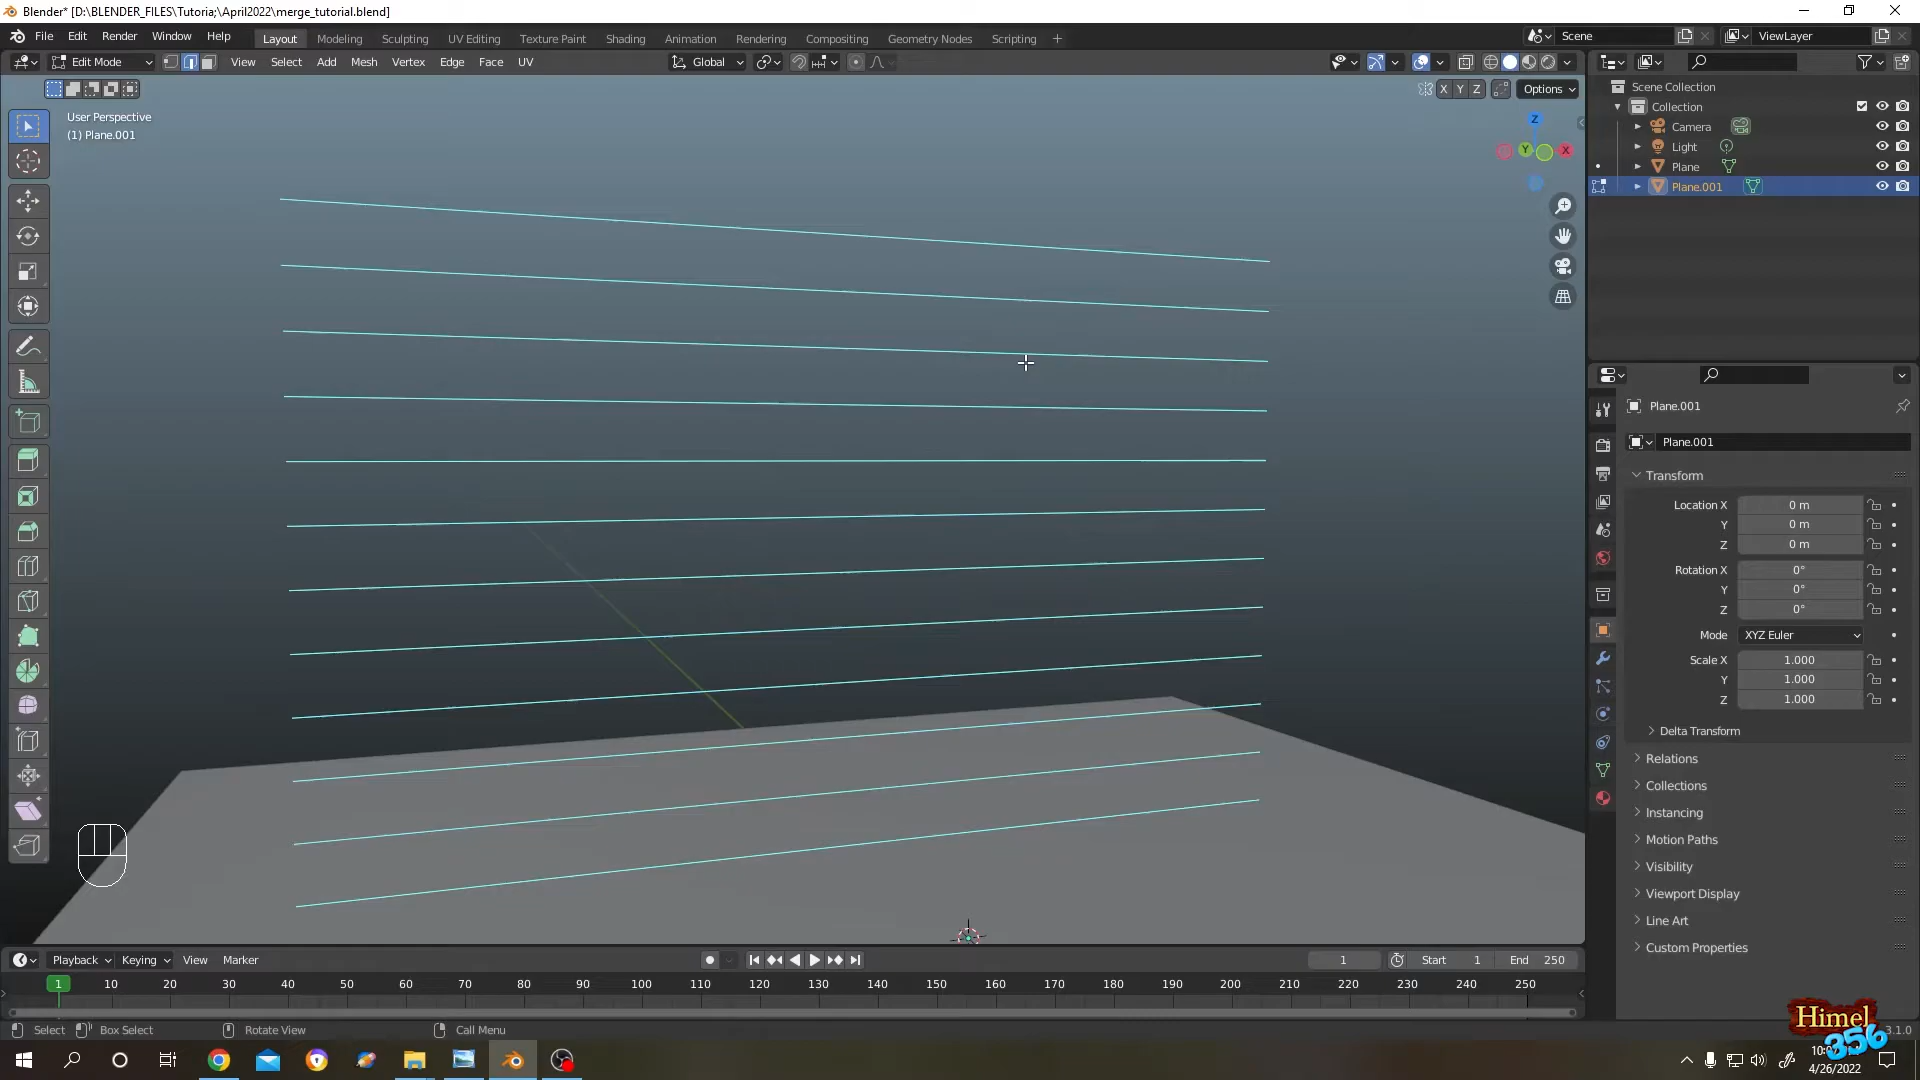 Blender* [D:\BLENDER_FILES\Tutoria;\April2022\merge_tutorial.blend]
File Edit Render Window Help Layout Modeling Sculpting UV Editing Texture Paint Shading Animation Rendering Compositing Geometry Nodes Scripting + Scene ViewLayer
Edit Mode View Select Add Mesh Vertex Edge Face UV Global
X Y Z Options
User Perspective
(1) Plane.001
Z
Y X
Scene Collection
Collection
Camera
Light
Plane
Plane.001
Plane.001
Plane.001
Transform
Location X 0 m
Y 0 m
Z 0 m
Rotation X 0°
Y 0°
Z 0°
Mode XYZ Euler
Scale X 1.000
Y 1.000
Z 1.000
Delta Transform
Relations
Collections
Instancing
Motion Paths
Visibility
Viewport Display
Line Art
Custom Properties
Playback Keying View Marker 1 Start 1 End 250
1 10 20 30 40 50 60 70 80 90 100 110 120 130 140 150 160 170 180 190 200 210 220 230 240 250
Select Box Select Rotate View Call Menu
3.1.0
Himel
356
4/26/2022